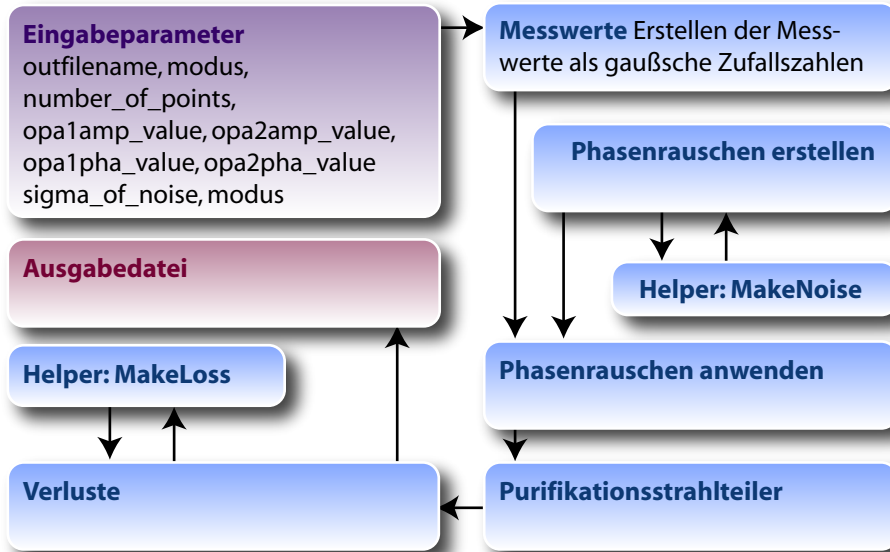 Eingabeparameter
outfilename, modus,
number_of_points,
opa1amp_value, opa2amp_value,
opa1pha_value, opa2pha_value
sigma_of_noise, modus
Messwerte Erstellen der Mess-
werte als gaußsche Zufallszahlen
Phasenrauschen erstellen
Helper: MakeNoise
Ausgabedatei
Helper: MakeLoss
Phasenrauschen anwenden
Verluste
Purifikationsstrahlteiler